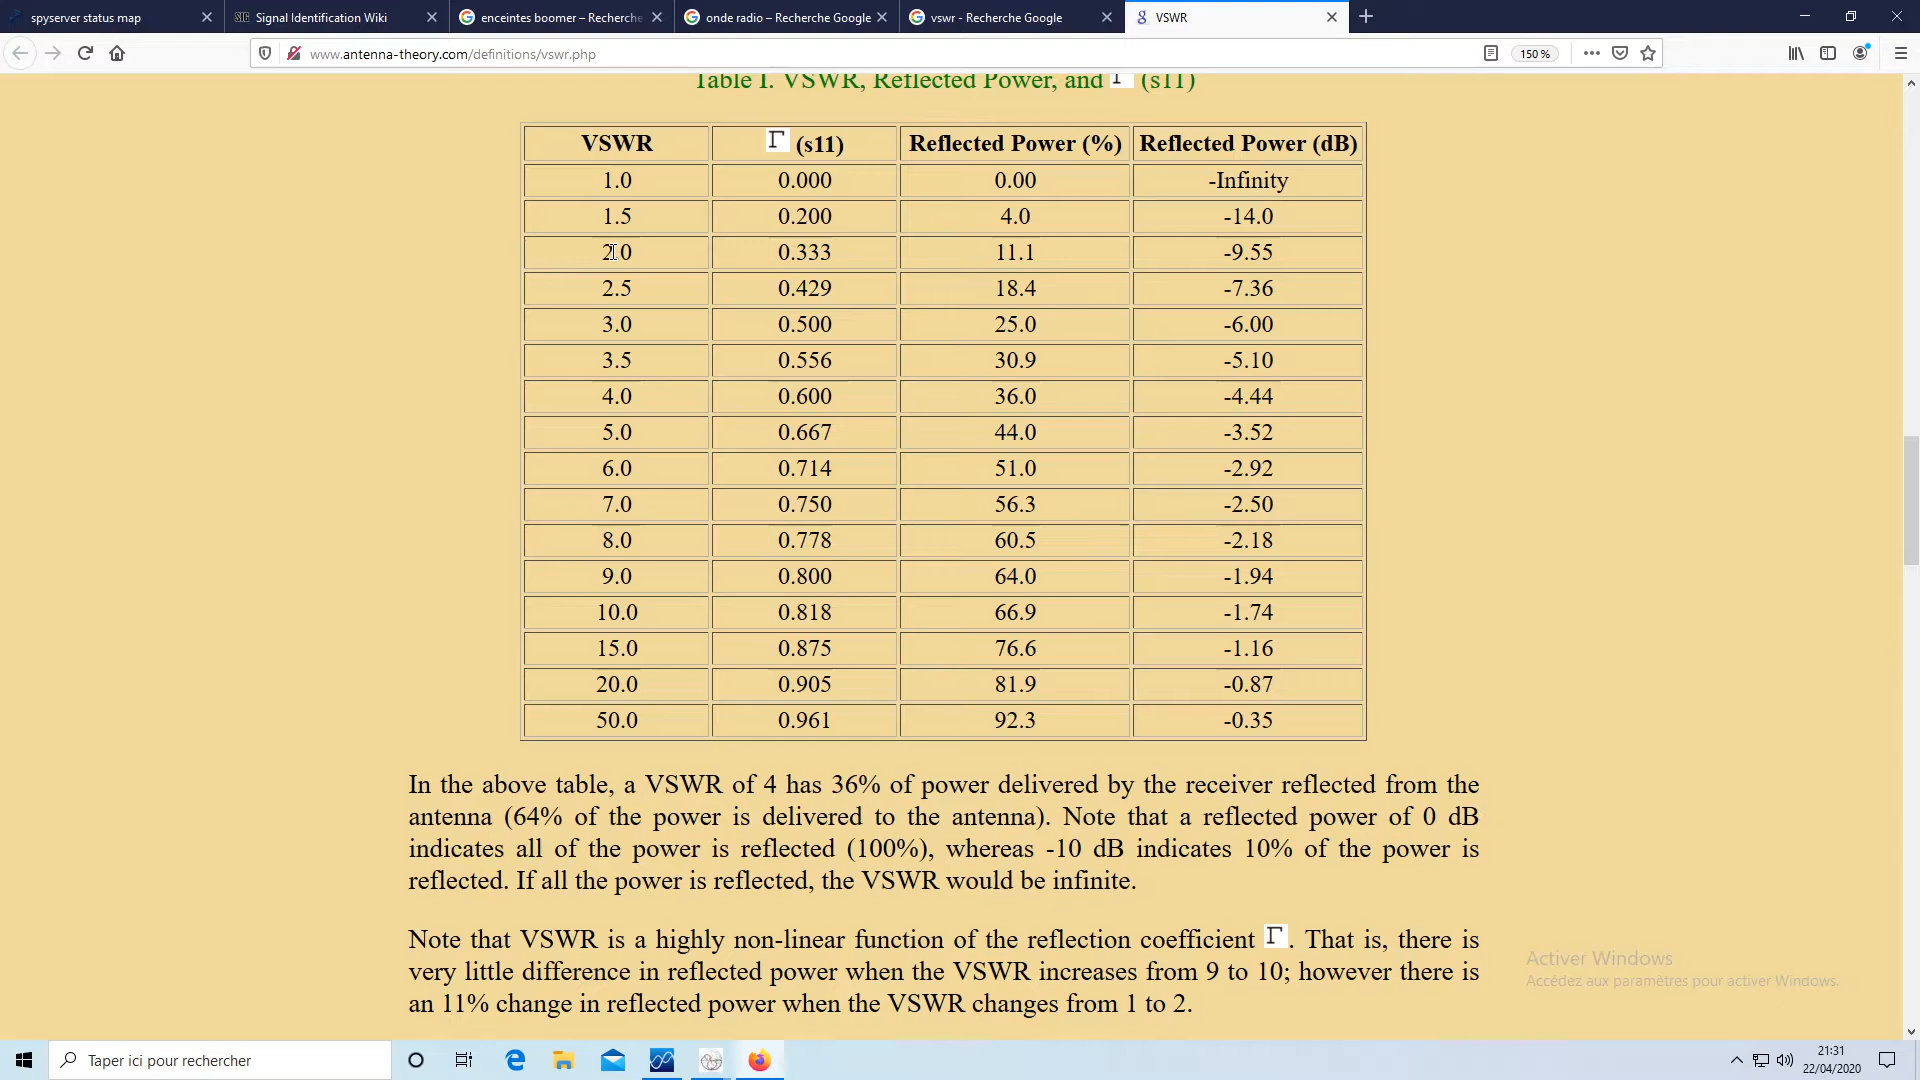 spyserver status map
Signal Identification Wiki
enceintes boomer – Recherche
onde radio – Recherche Google
vswr - Recherche Google
VSWR
www.antenna-theory.com/definitions/vswr.php
150 %
Table I. VSWR, Reflected Power, and Γ (s11)
VSWR Γ (s11) Reflected Power (%) Reflected Power (dB)
1.0 0.000 0.00 -Infinity
1.5 0.200 4.0 -14.0
2.0 0.333 11.1 -9.55
2.5 0.429 18.4 -7.36
3.0 0.500 25.0 -6.00
3.5 0.556 30.9 -5.10
4.0 0.600 36.0 -4.44
5.0 0.667 44.0 -3.52
6.0 0.714 51.0 -2.92
7.0 0.750 56.3 -2.50
8.0 0.778 60.5 -2.18
9.0 0.800 64.0 -1.94
10.0 0.818 66.9 -1.74
15.0 0.875 76.6 -1.16
20.0 0.905 81.9 -0.87
50.0 0.961 92.3 -0.35
In the above table, a VSWR of 4 has 36% of power delivered by the receiver reflected from the
antenna (64% of the power is delivered to the antenna). Note that a reflected power of 0 dB
indicates all of the power is reflected (100%), whereas -10 dB indicates 10% of the power is
reflected. If all the power is reflected, the VSWR would be infinite.
Note that VSWR is a highly non-linear function of the reflection coefficient Γ. That is, there is
very little difference in reflected power when the VSWR increases from 9 to 10; however there is
an 11% change in reflected power when the VSWR changes from 1 to 2.
Activer Windows
Accédez aux paramètres pour activer Windows.
Taper ici pour rechercher
21:31
22/04/2020